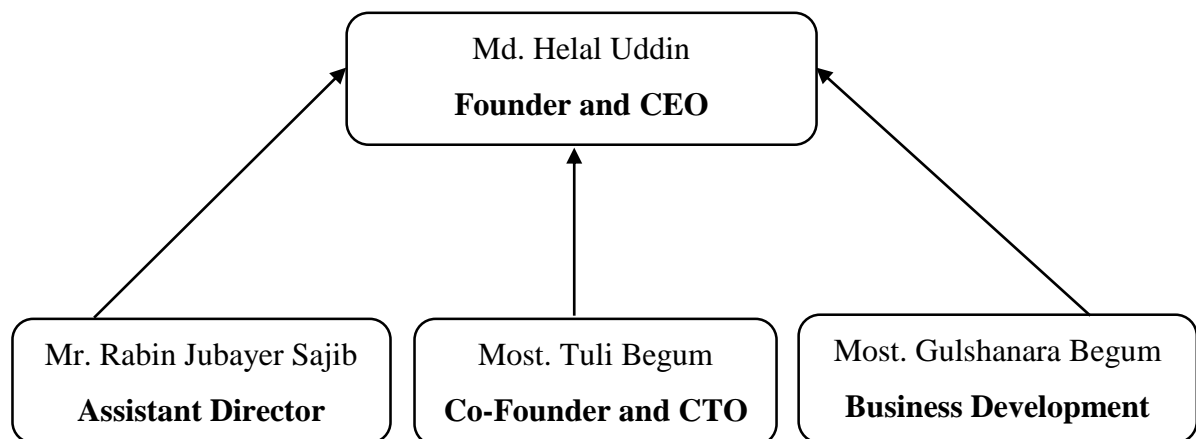 Md. Helal Uddin
Founder and CEO
Mr. Rabin Jubayer Sajib
Assistant Director
Most. Tuli Begum
Co-Founder and CTO
Most. Gulshanara Begum
Business Development